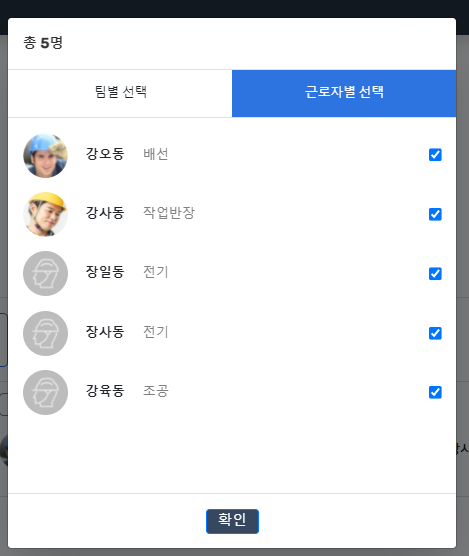 총 5명
팀별 선택 근로자별 선택
강오동 배선
강사동 작업반장
장일동 전기
장사동 전기
강육동 조공
확인